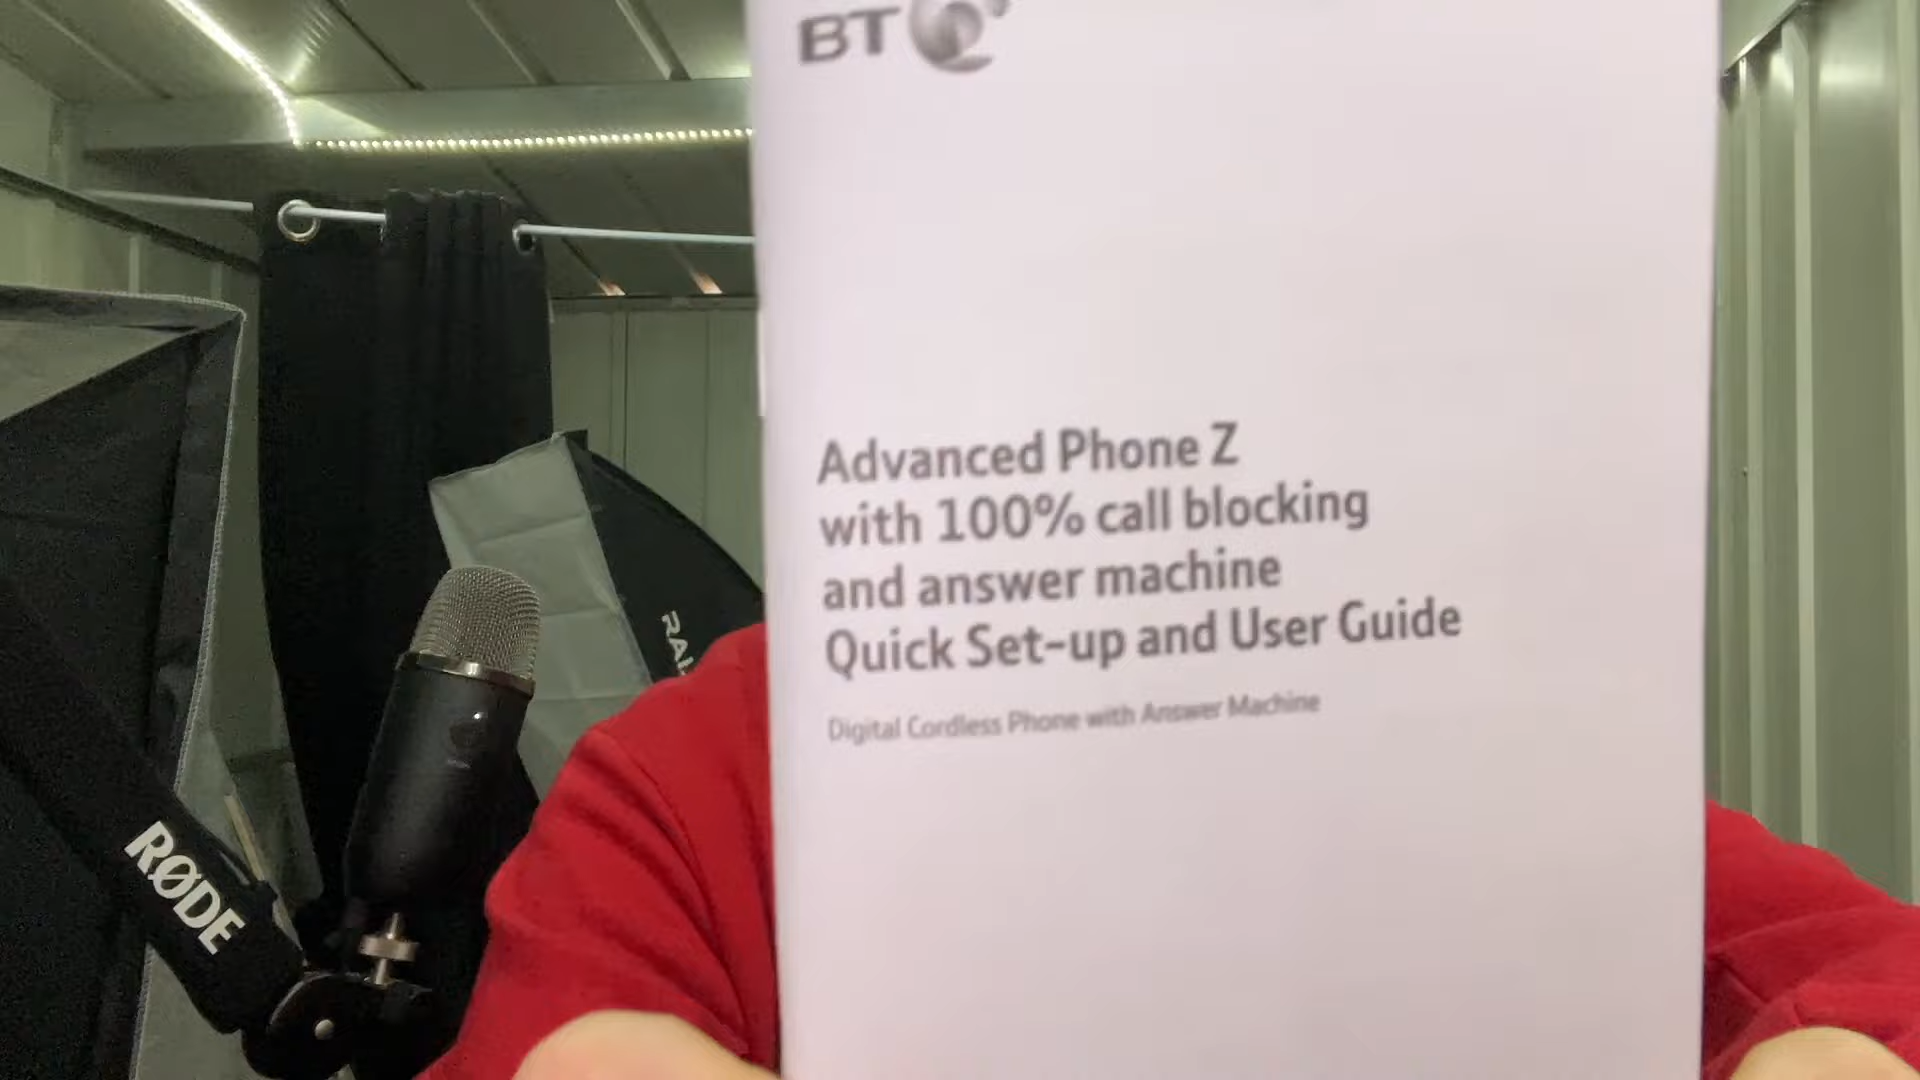 BT
Advanced Phone Z
with 100% call blocking
and answer machine
Quick Set-up and User Guide
Digital Cordless Phone with Answer Machine
RØDE